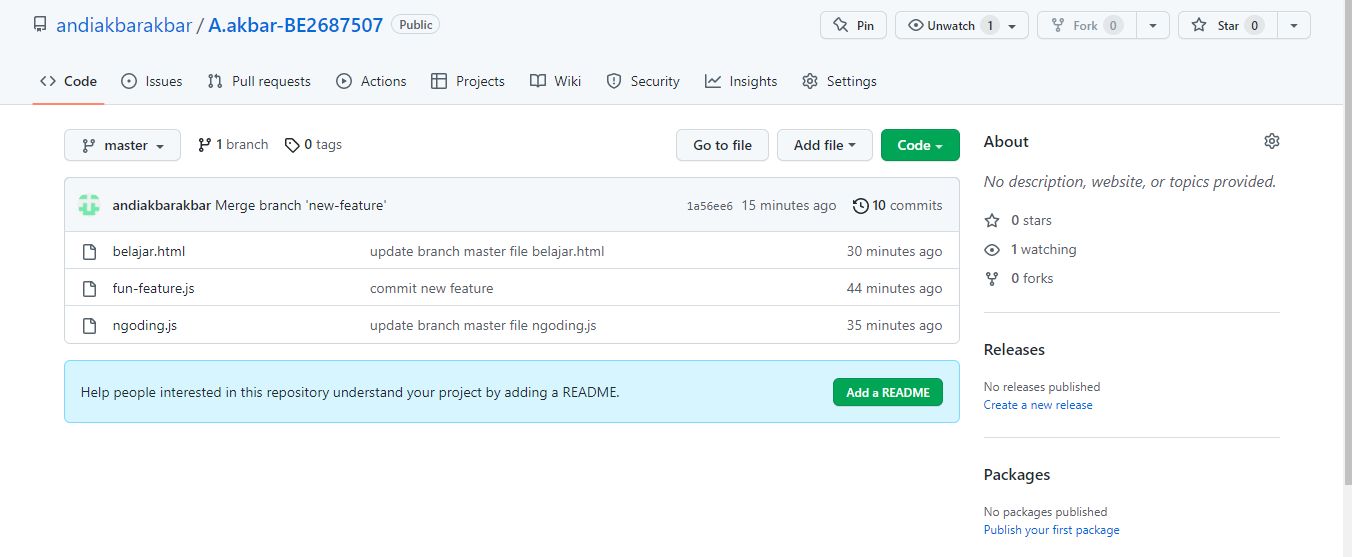 andiakbarakbar / A.akbar-BE2687507 Public
Pin
Unwatch 1
Fork 0
Star 0
Code Issues Pull requests Actions Projects Wiki Security Insights Settings
master 1 branch 0 tags
Go to file Add file Code
andiakbarakbar Merge branch 'new-feature' 1a56ee6 15 minutes ago 10 commits
belajar.html update branch master file belajar.html 30 minutes ago
fun-feature.js commit new feature 44 minutes ago
ngoding.js update branch master file ngoding.js 35 minutes ago
Help people interested in this repository understand your project by adding a README. Add a README
About
No description, website, or topics provided.
0 stars
1 watching
0 forks
Releases
No releases published
Create a new release
Packages
No packages published
Publish your first package